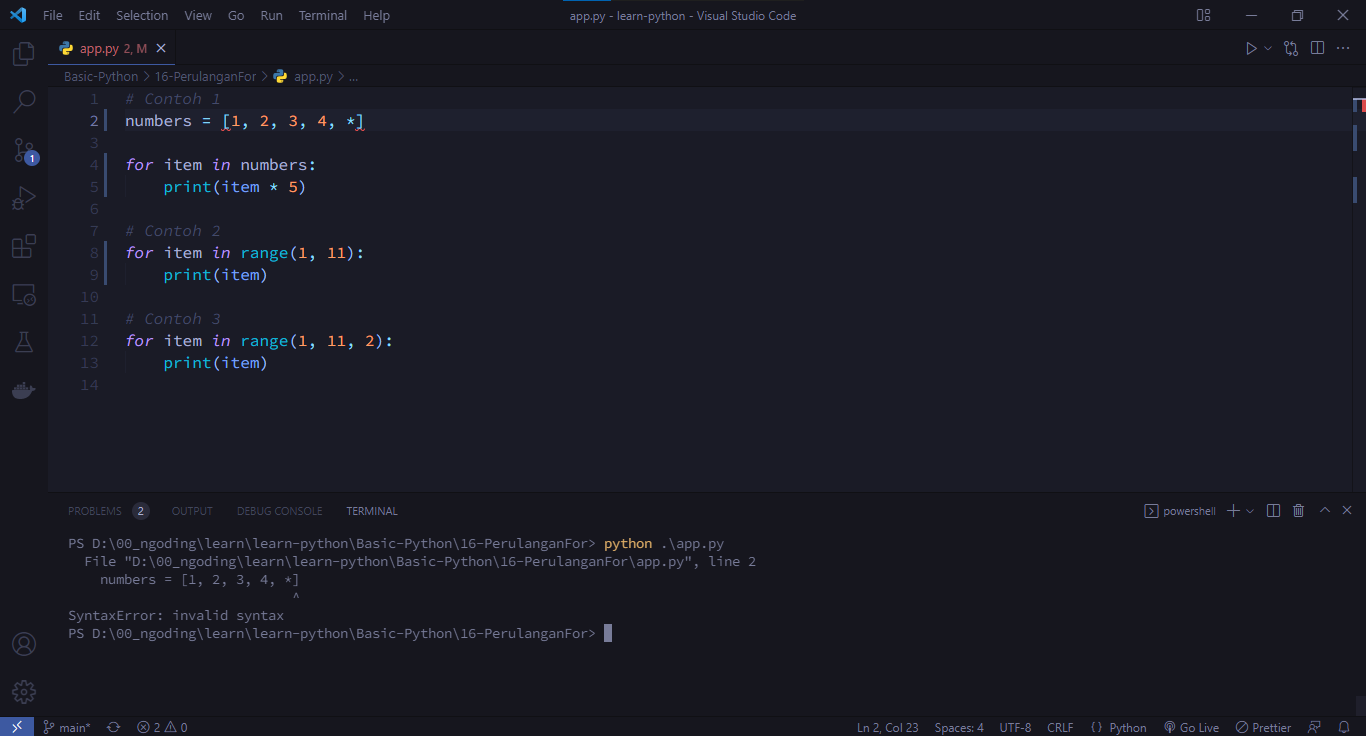 File Edit Selection View Go Run Terminal Help app.py - learn-python - Visual Studio Code
app.py 2, M
Basic-Python > 16-PerulanganFor > app.py > ...
1 # Contoh 1
2 numbers = [1, 2, 3, 4, *]
3
4 for item in numbers:
5 print(item * 5)
6
7 # Contoh 2
8 for item in range(1, 11):
9 print(item)
10
11 # Contoh 3
12 for item in range(1, 11, 2):
13 print(item)
14
1
PROBLEMS 2 OUTPUT DEBUG CONSOLE TERMINAL powershell
PS D:\00_ngoding\learn\learn-python\Basic-Python\16-PerulanganFor> python .\app.py
File "D:\00_ngoding\learn\learn-python\Basic-Python\16-PerulanganFor\app.py", line 2
numbers = [1, 2, 3, 4, *]
^
SyntaxError: invalid syntax
PS D:\00_ngoding\learn\learn-python\Basic-Python\16-PerulanganFor>
main* 2 0 Ln 2, Col 23 Spaces: 4 UTF-8 CRLF {} Python Go Live Prettier